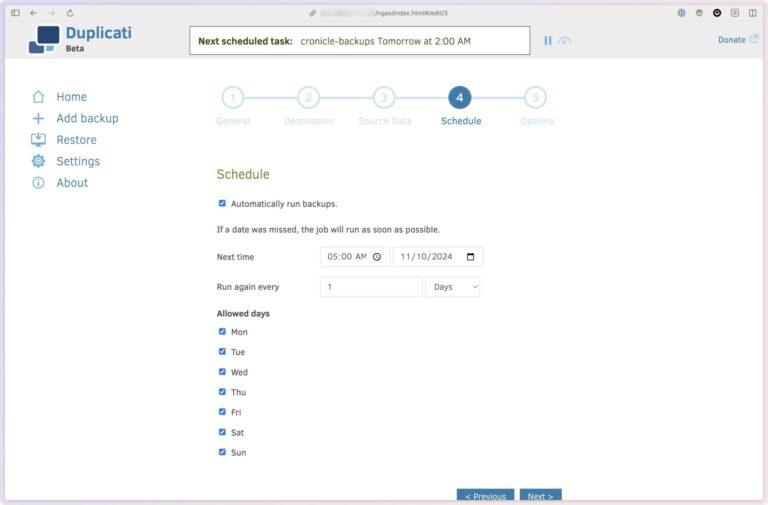 /ngax/index.html#/edit/3
Duplicati
Beta
Next scheduled task: cronicle-backups Tomorrow at 2:00 AM
Donate
Home
Add backup
Restore
Settings
About
1
2
3
4
5
General
Destination
Source Data
Schedule
Options
Schedule
Automatically run backups.
If a date was missed, the job will run as soon as possible.
Next time 05:00 AM 11/10/2024
Run again every 1 Days
Allowed days
Mon
Tue
Wed
Thu
Fri
Sat
Sun
< Previous Next >